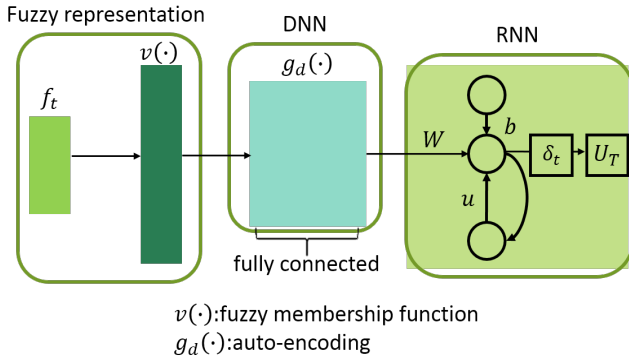 Fuzzy representation
DNN
RNN
v(·)
g_d(·)
f_t
W
b
δ_t
U_T
u
fully connected
v(·):fuzzy membership function
g_d(·):auto-encoding